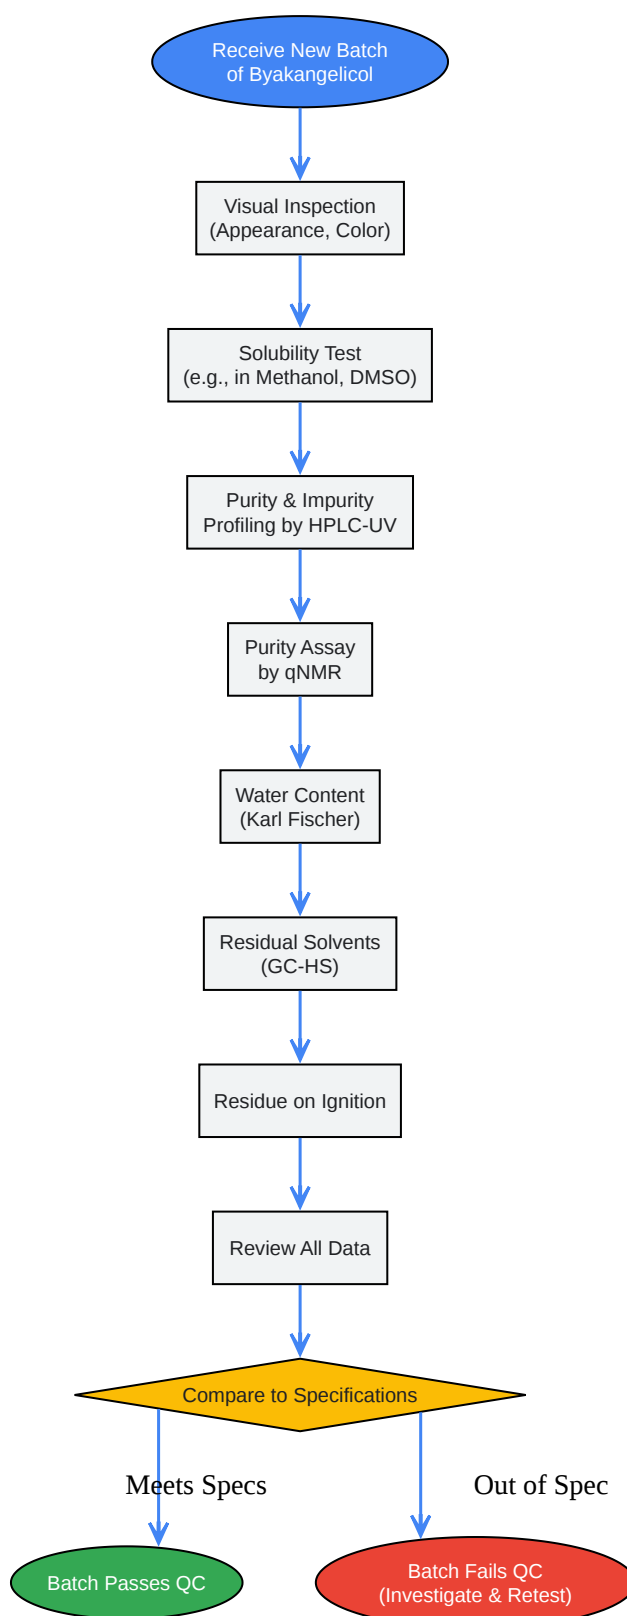 Receive New Batch
of Byakangelicol
Visual Inspection
(Appearance, Color)
Solubility Test
(e.g., in Methanol, DMSO)
Purity & Impurity
Profiling by HPLC-UV
Purity Assay
by qNMR
Water Content
(Karl Fischer)
Residual Solvents
(GC-HS)
Residue on Ignition
Review All Data
Compare to Specifications
Meets Specs
Out of Spec
Batch Passes QC
Batch Fails QC
(Investigate & Retest)